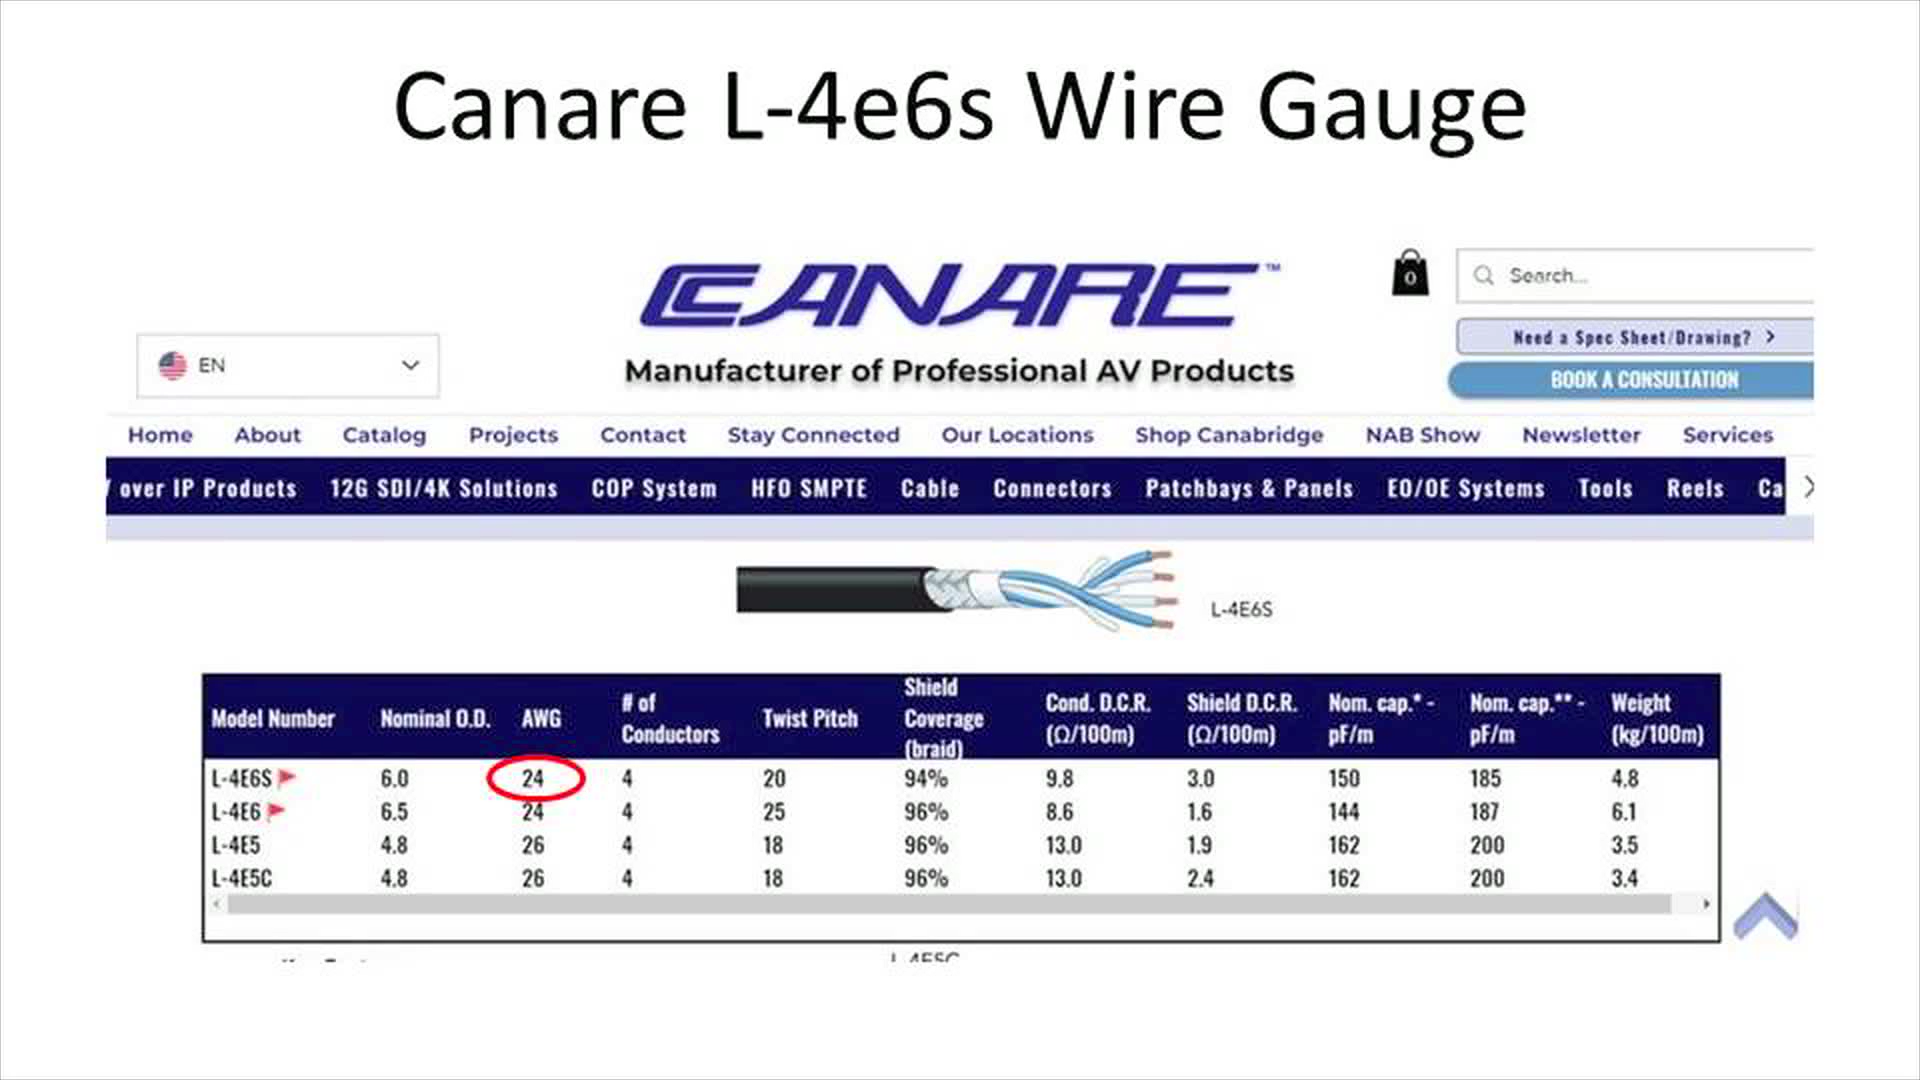 Canare L-4e6s Wire Gauge
CANARE™
0
Search...
Need a Spec Sheet/Drawing? >
EN
Manufacturer of Professional AV Products
BOOK A CONSULTATION
Home About Catalog Projects Contact Stay Connected Our Locations Shop Canabridge NAB Show Newsletter Services
over IP Products 12G SDI/4K Solutions COP System HFO SMPTE Cable Connectors Patchbays & Panels EO/OE Systems Tools Reels Ca
L-4E6S
Model Number Nominal O.D. AWG # of Conductors Twist Pitch Shield Coverage (braid) Cond. D.C.R. (Ω/100m) Shield D.C.R. (Ω/100m) Nom. cap.* - pF/m Nom. cap.** - pF/m Weight (kg/100m)
L-4E6S 6.0 24 4 20 94% 9.8 3.0 150 185 4.8
L-4E6 6.5 24 4 25 96% 8.6 1.6 144 187 6.1
L-4E5 4.8 26 4 18 96% 13.0 1.9 162 200 3.5
L-4E5C 4.8 26 4 18 96% 13.0 2.4 162 200 3.4
L-4E5C